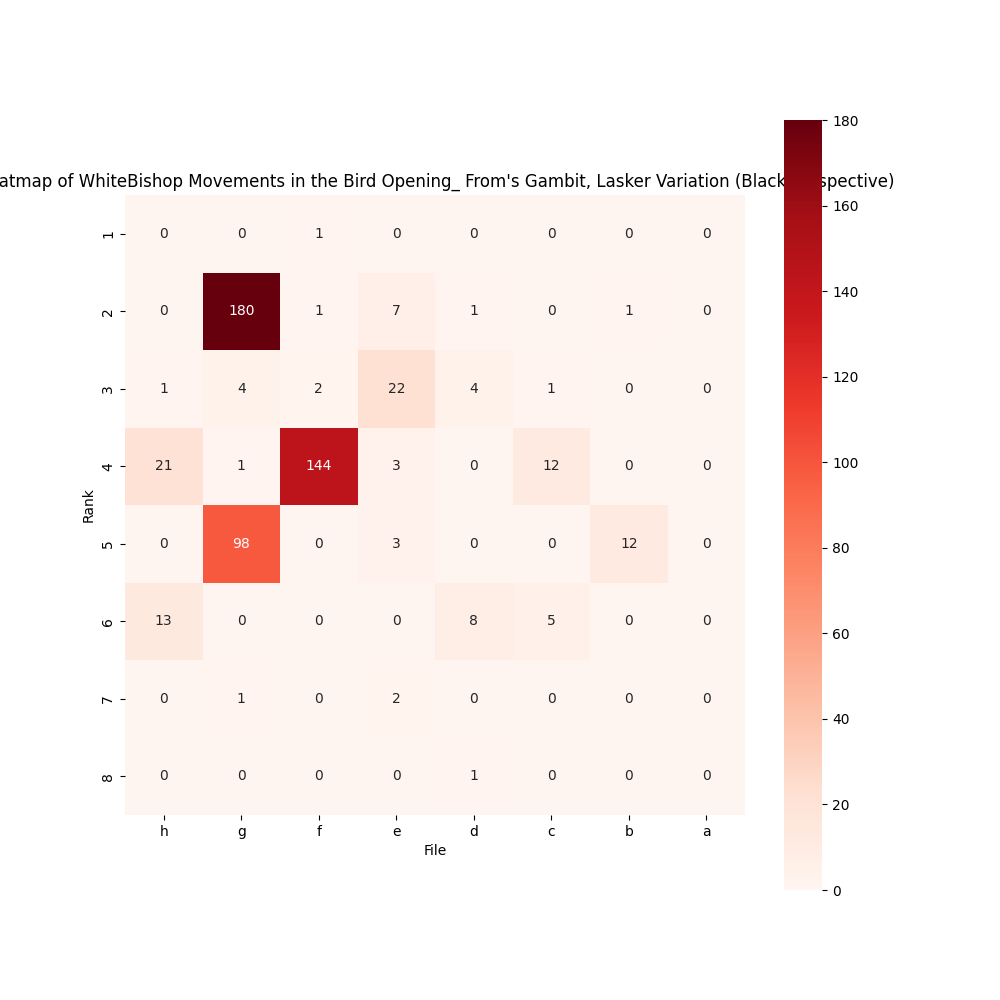 atmap of WhiteBishop Movements in the Bird Opening_ From's Gambit, Lasker Variation (Black spective)
Rank
1 0 0 1 0 0 0 0 0
2 0 180 1 7 1 0 1 0
3 1 4 2 22 4 1 0 0
4 21 1 144 3 0 12 0 0
5 0 98 0 3 0 0 12 0
6 13 0 0 0 8 5 0 0
7 0 1 0 2 0 0 0 0
8 0 0 0 0 1 0 0 0
h g f e d c b a
File
180
160
140
120
100
80
60
40
20
0